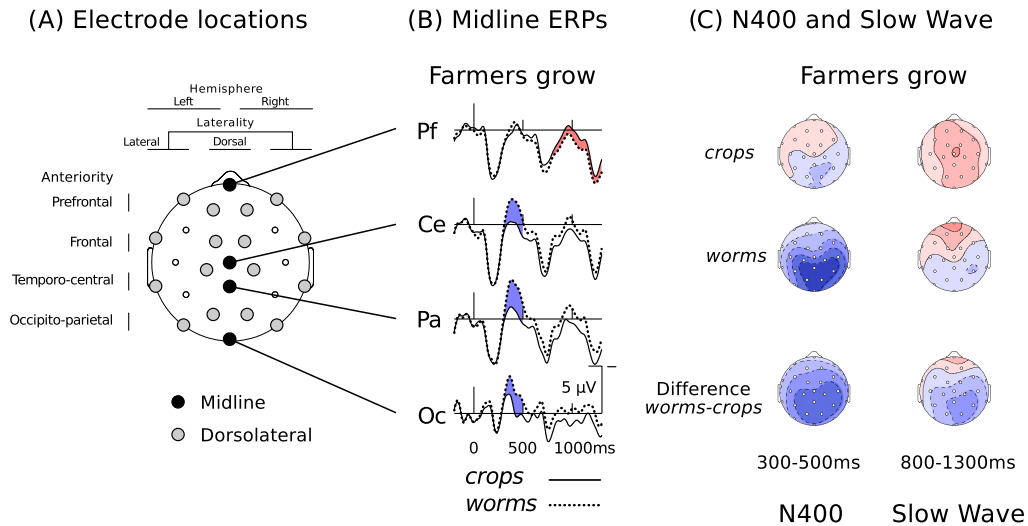 (A) Electrode locations
Hemisphere
Left Right
Laterality
Lateral Dorsal
Anteriority
Prefrontal
Frontal
Temporo-central
Occipito-parietal
Midline
Dorsolateral
(B) Midline ERPs
Farmers grow
Pf
Ce
Pa
5 µV
Oc
0 500 1000ms
crops
worms
(C) N400 and Slow Wave
Farmers grow
crops
worms
Difference
worms-crops
300-500ms 800-1300ms
N400 Slow Wave